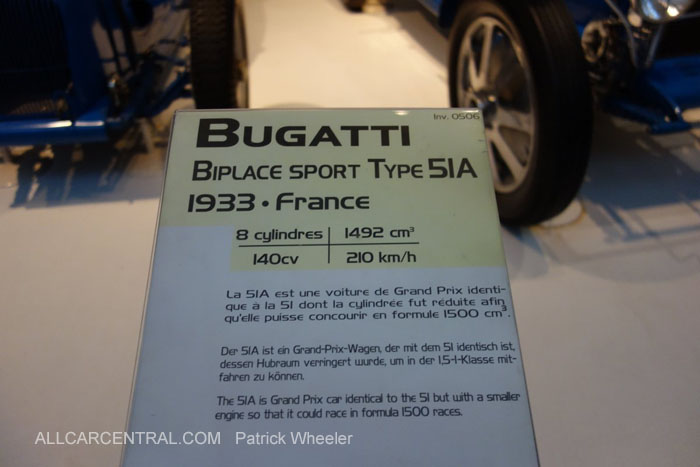 Inv. 0506
BUGATTI
BIPLACE SPORT TYPE 51A
1933 • France
8 cylindres | 1492 cm³
140cv | 210 km/h
La 51A est une voiture de Grand Prix identi-
que à la 51 dont la cylindrée fut réduite afin
qu'elle puisse concourir en formule 1500 cm³.
Der 51A ist ein Grand-Prix-Wagen, der mit dem 51 identisch ist,
dessen Hubraum verringert wurde, um in der 1,5-l-Klasse mit-
fahren zu können.
The 51A is Grand Prix car identical to the 51 but with a smaller
engine so that it could race in formula 1500 races.
ALLCARCENTRAL.COM Patrick Wheeler